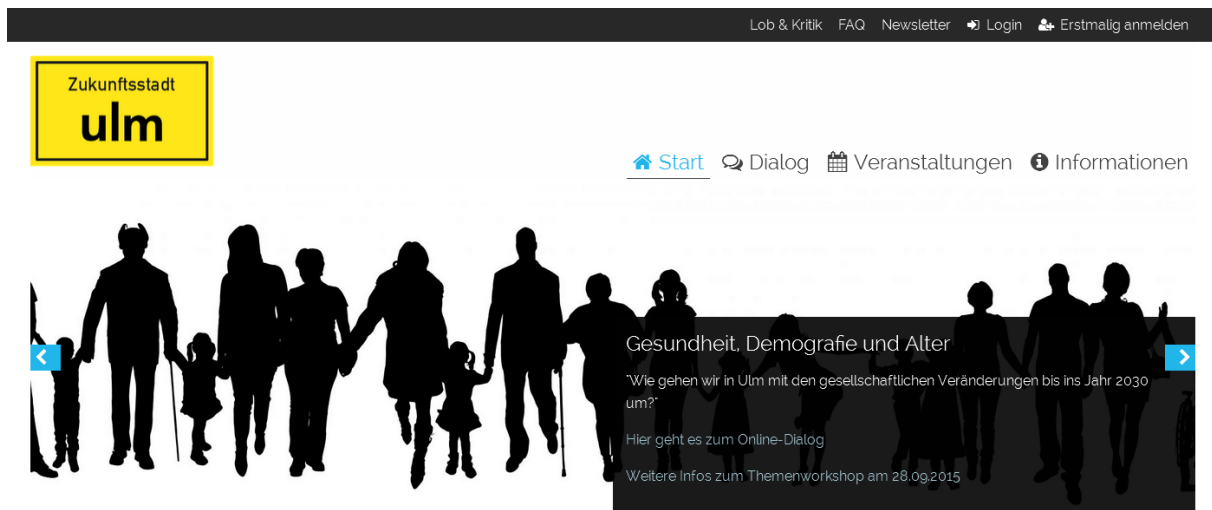 Lob & Kritik FAQ Newsletter Login Erstmalig anmelden
Zukunftsstadt
ulm
Start Dialog Veranstaltungen Informationen
Gesundheit, Demografie und Alter
"Wie gehen wir in Ulm mit den gesellschaftlichen Veränderungen bis ins Jahr 2030
um?"
Hier geht es zum Online-Dialog
Weitere Infos zum Themenworkshop am 28.09.2015